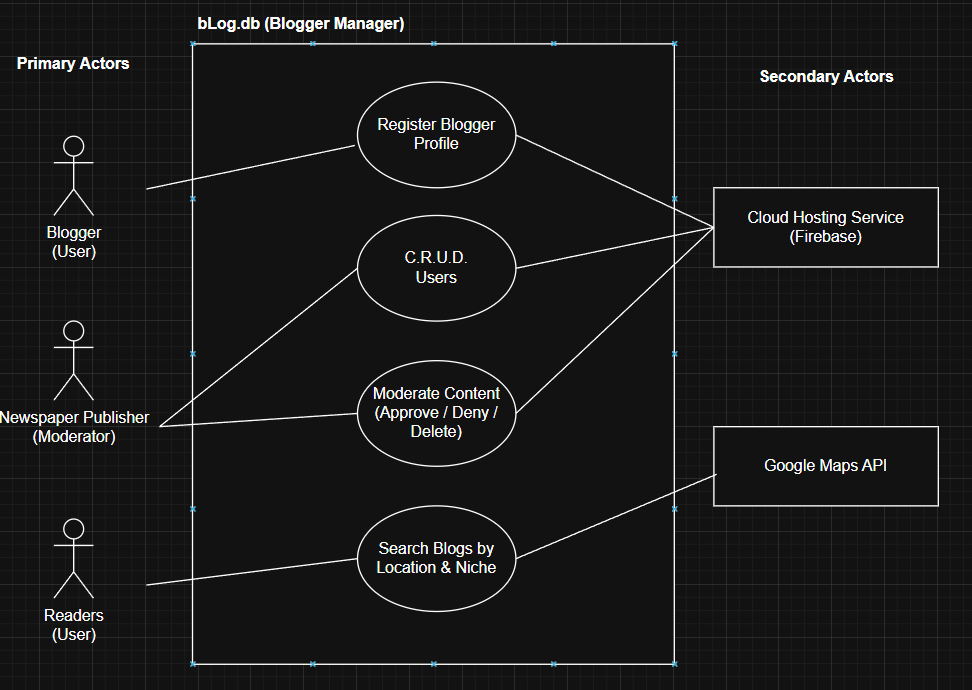 bLog.db (Blogger Manager)
Primary Actors
Secondary Actors
Register Blogger
Profile
Blogger
(User)
Cloud Hosting Service
(Firebase)
C.R.U.D.
Users
Newspaper Publisher
(Moderator)
Moderate Content
(Approve / Deny /
Delete)
Google Maps API
Search Blogs by
Location & Niche
Readers
(User)